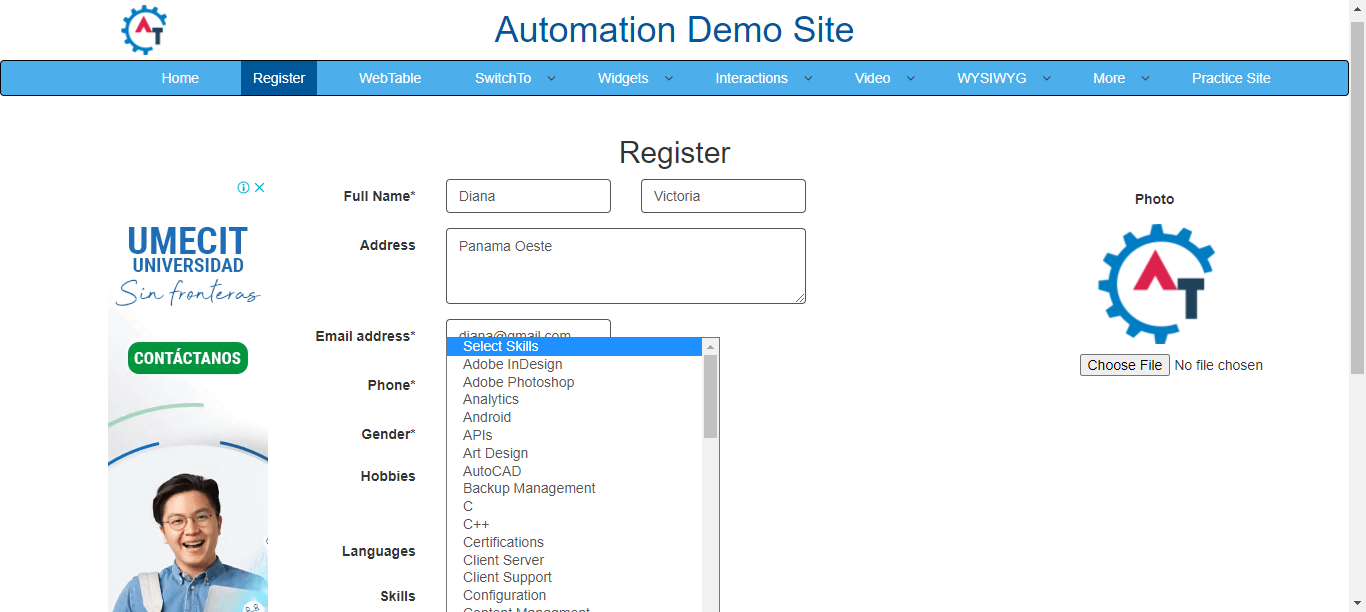 AT
Automation Demo Site
Home Register WebTable SwitchTo Widgets Interactions Video WYSIWYG More Practice Site
Register
Full Name* Diana Victoria
Photo
Address Panama Oeste
UMECIT
UNIVERSIDAD
Sin fronteras
AT
Email address* diana@gmail.com
CONTÁCTANOS
Choose File No file chosen
Phone*
Gender*
Hobbies
Languages
Skills
Select Skills
Adobe InDesign
Adobe Photoshop
Analytics
Android
APIs
Art Design
AutoCAD
Backup Management
C
C++
Certifications
Client Server
Client Support
Configuration
Content Managment